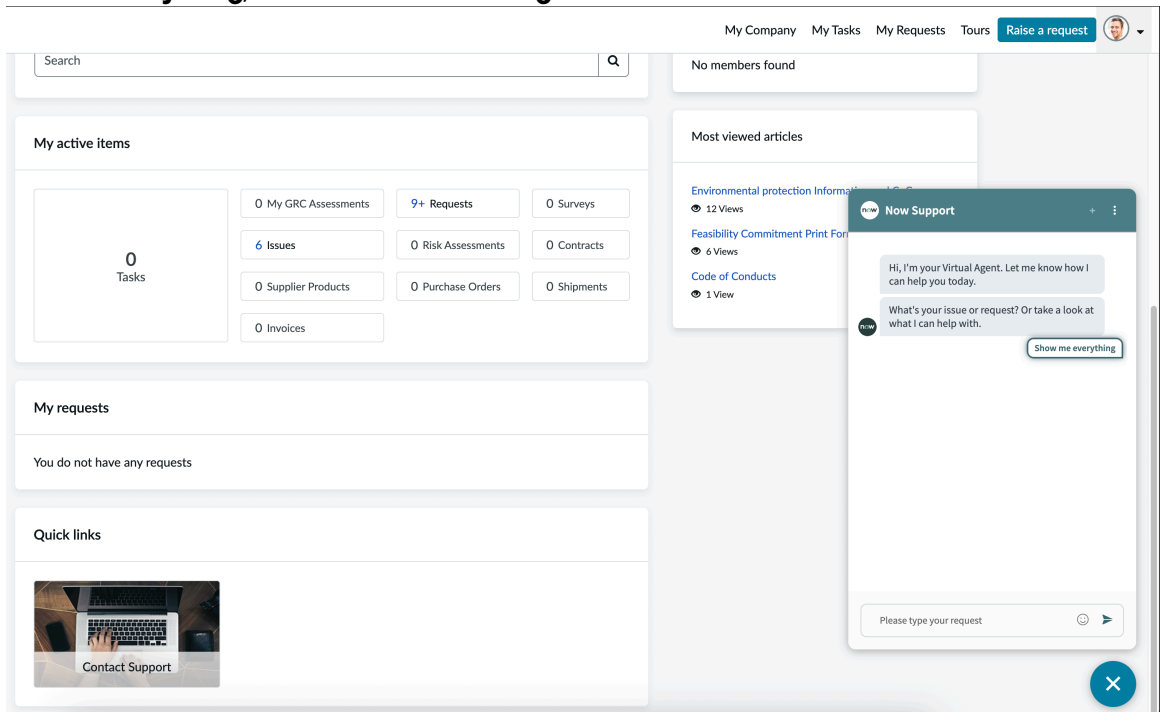 My Company My Tasks My Requests Tours Raise a request
Search
No members found
My active items
0
Tasks
0 My GRC Assessments
9+ Requests
0 Surveys
6 Issues
0 Risk Assessments
0 Contracts
0 Supplier Products
0 Purchase Orders
0 Shipments
0 Invoices
My requests
You do not have any requests
Quick links
Contact Support
Most viewed articles
Environmental protection
12 Views
Feasibility Commitment Print
6 Views
Code of Conducts
1 View
now Now Support
Hi, I'm your Virtual Agent. Let me know how I
can help you today.
What's your issue or request? Or take a look at
what I can help with.
now
Show me everything
Please type your request